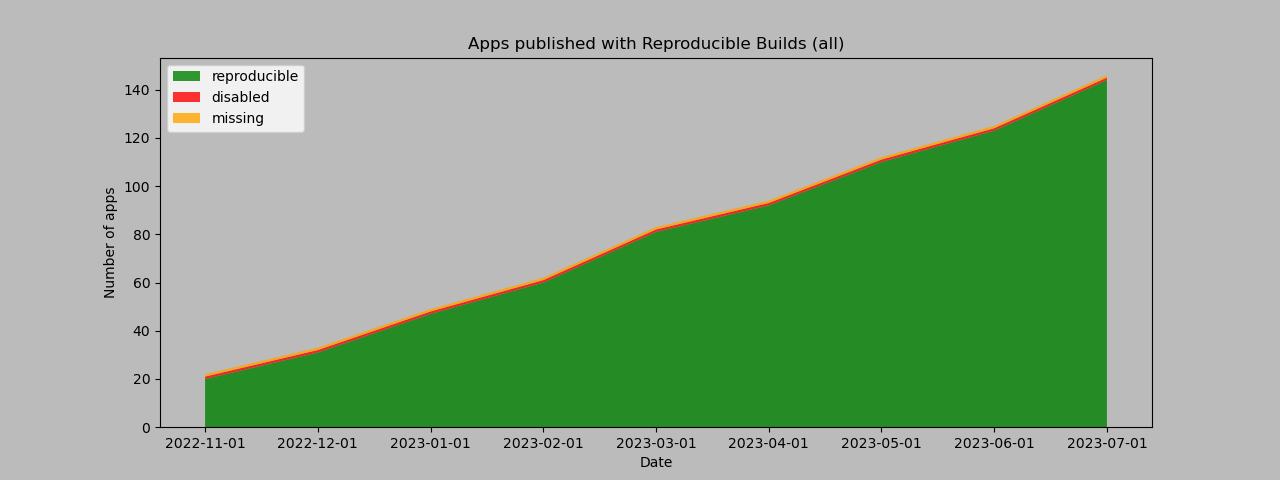 Apps published with Reproducible Builds (all)
reproducible
disabled
missing
Number of apps
140
120
100
80
60
40
20
0
2022-11-01 2022-12-01 2023-01-01 2023-02-01 2023-03-01 2023-04-01 2023-05-01 2023-06-01 2023-07-01
Date